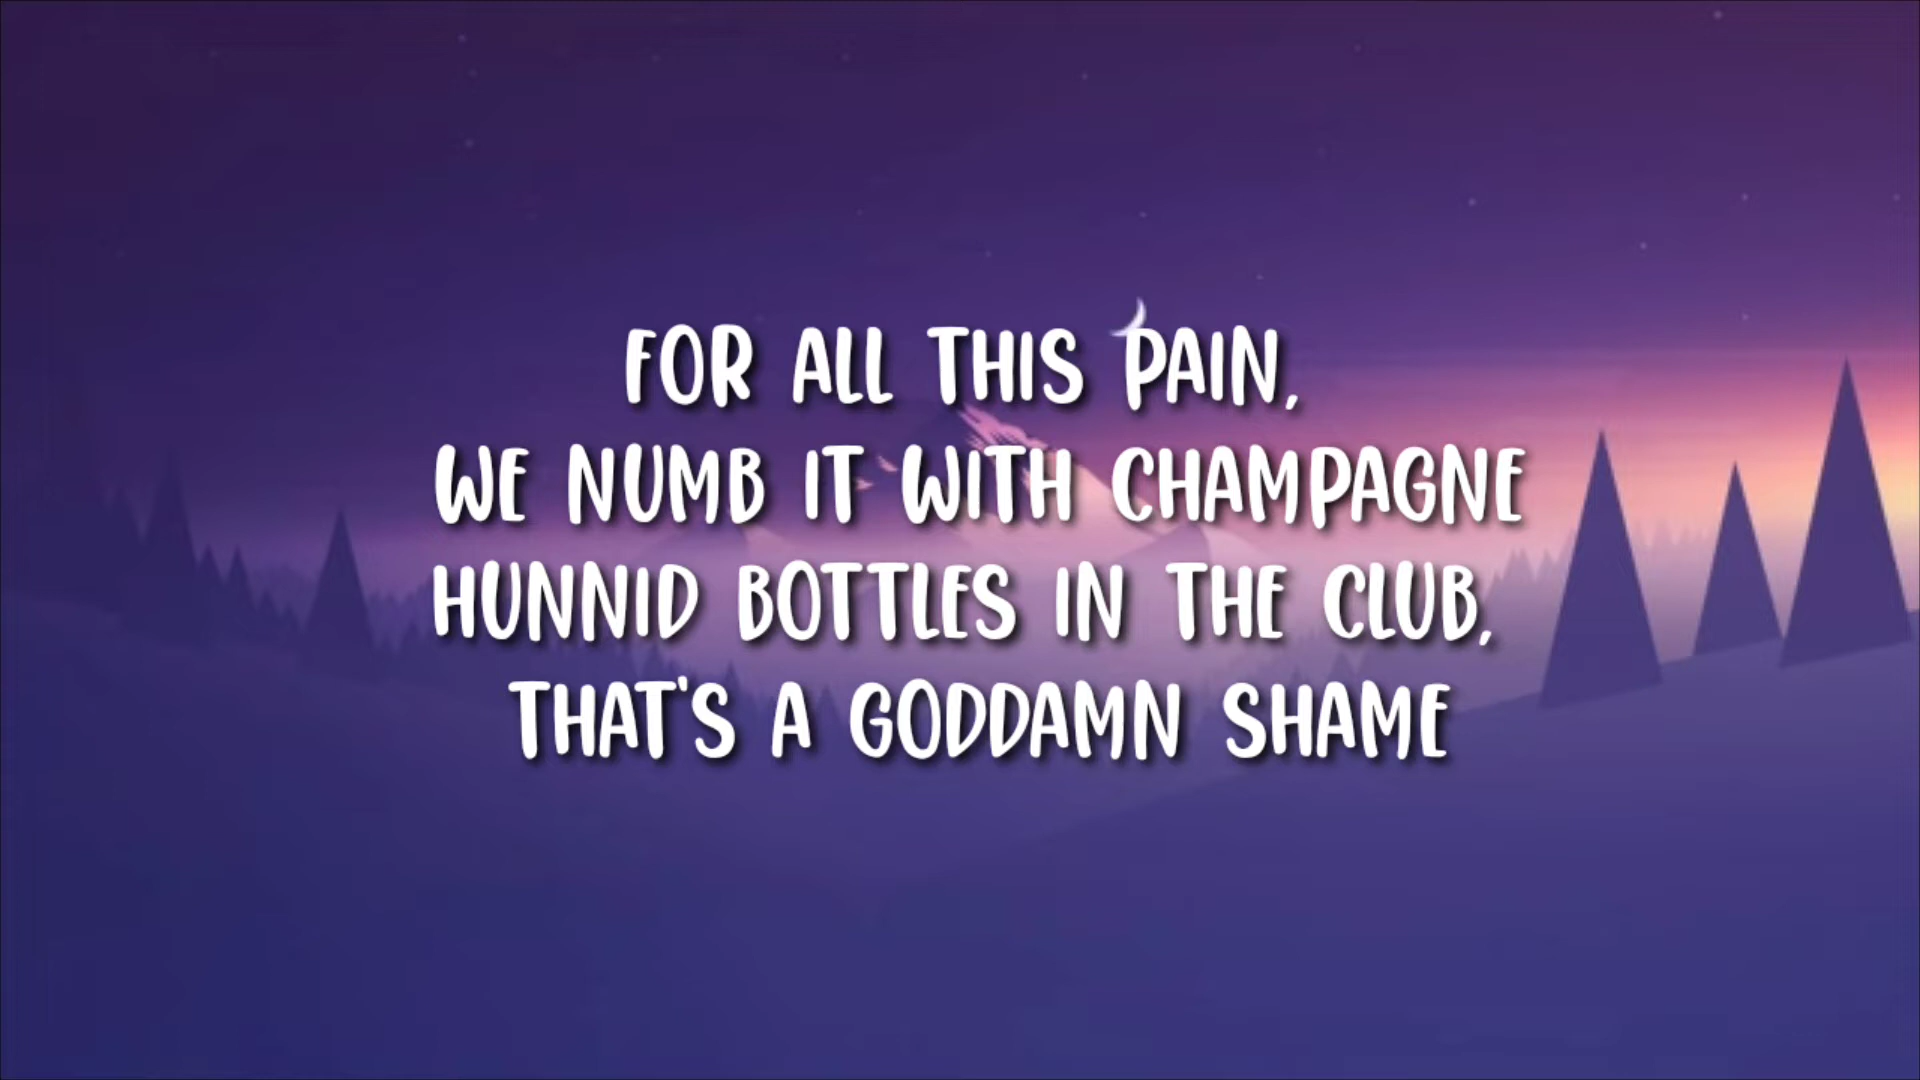 FOR ALL THIS PAIN,
WE NUMB IT WITH CHAMPAGNE
HUNNID BOTTLES IN THE CLUB,
THAT'S A GODDAMN SHAME